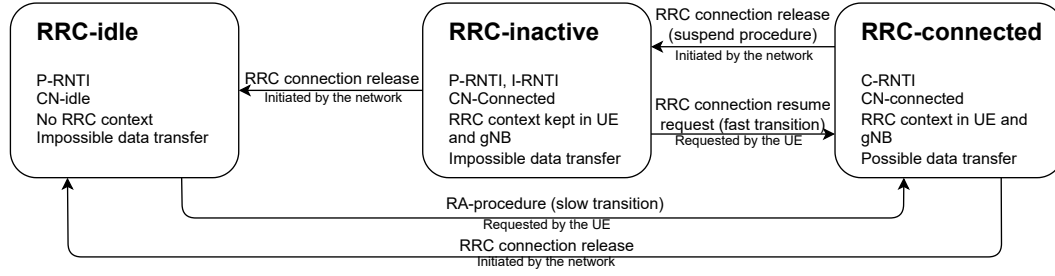 RRC-idle
P-RNTI
CN-idle
No RRC context
Impossible data transfer
RRC connection release
Initiated by the network
RRC-inactive
P-RNTI, I-RNTI
CN-Connected
RRC context kept in UE
and gNB
Impossible data transfer
RRC connection release
(suspend procedure)
Initiated by the network
RRC connection resume
request (fast transition)
Requested by the UE
RRC-connected
C-RNTI
CN-connected
RRC context in UE and
gNB
Possible data transfer
RA-procedure (slow transition)
Requested by the UE
RRC connection release
Initiated by the network